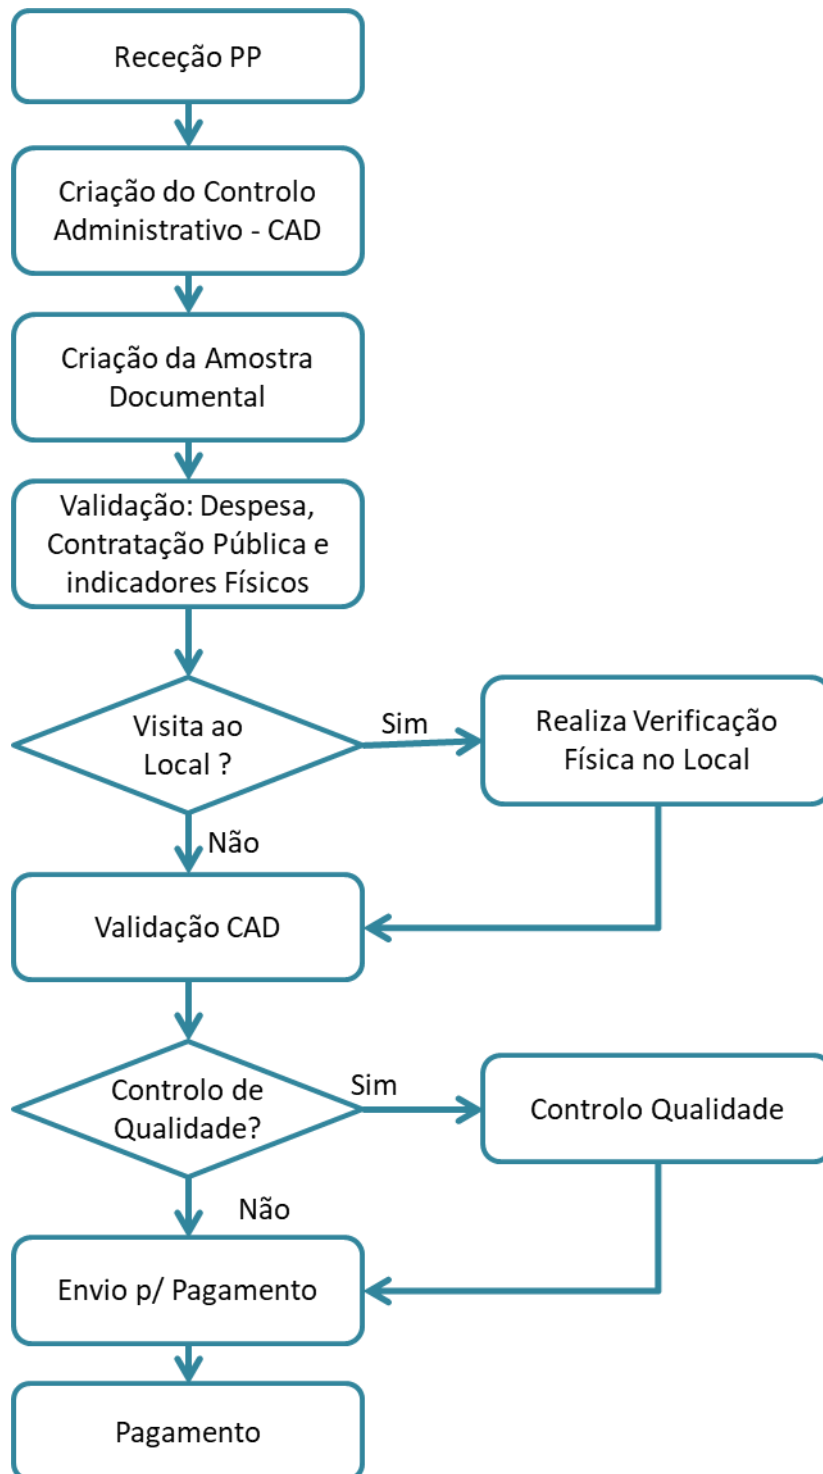 Receção PP
Criação do Controlo
Administrativo - CAD
Criação da Amostra
Documental
Validação: Despesa,
Contratação Pública e
indicadores Físicos
Visita ao
Local ?
Sim
Realiza Verificação
Física no Local
Não
Validação CAD
Controlo de
Qualidade?
Sim
Controlo Qualidade
Não
Envio p/ Pagamento
Pagamento